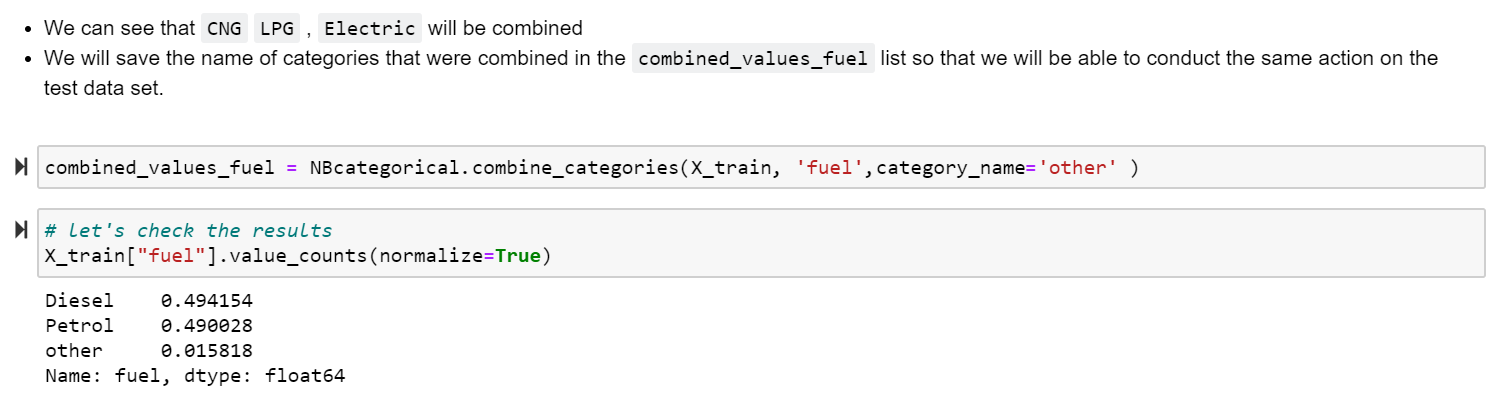 • We can see that CNG LPG , Electric will be combined
• We will save the name of categories that were combined in the combined_values_fuel list so that we will be able to conduct the same action on the
test data set.
combined_values_fuel = NBcategorical.combine_categories(X_train, 'fuel',category_name='other' )
# let's check the results
X_train["fuel"].value_counts(normalize=True)
Diesel    0.494154
Petrol    0.490028
other     0.015818
Name: fuel, dtype: float64